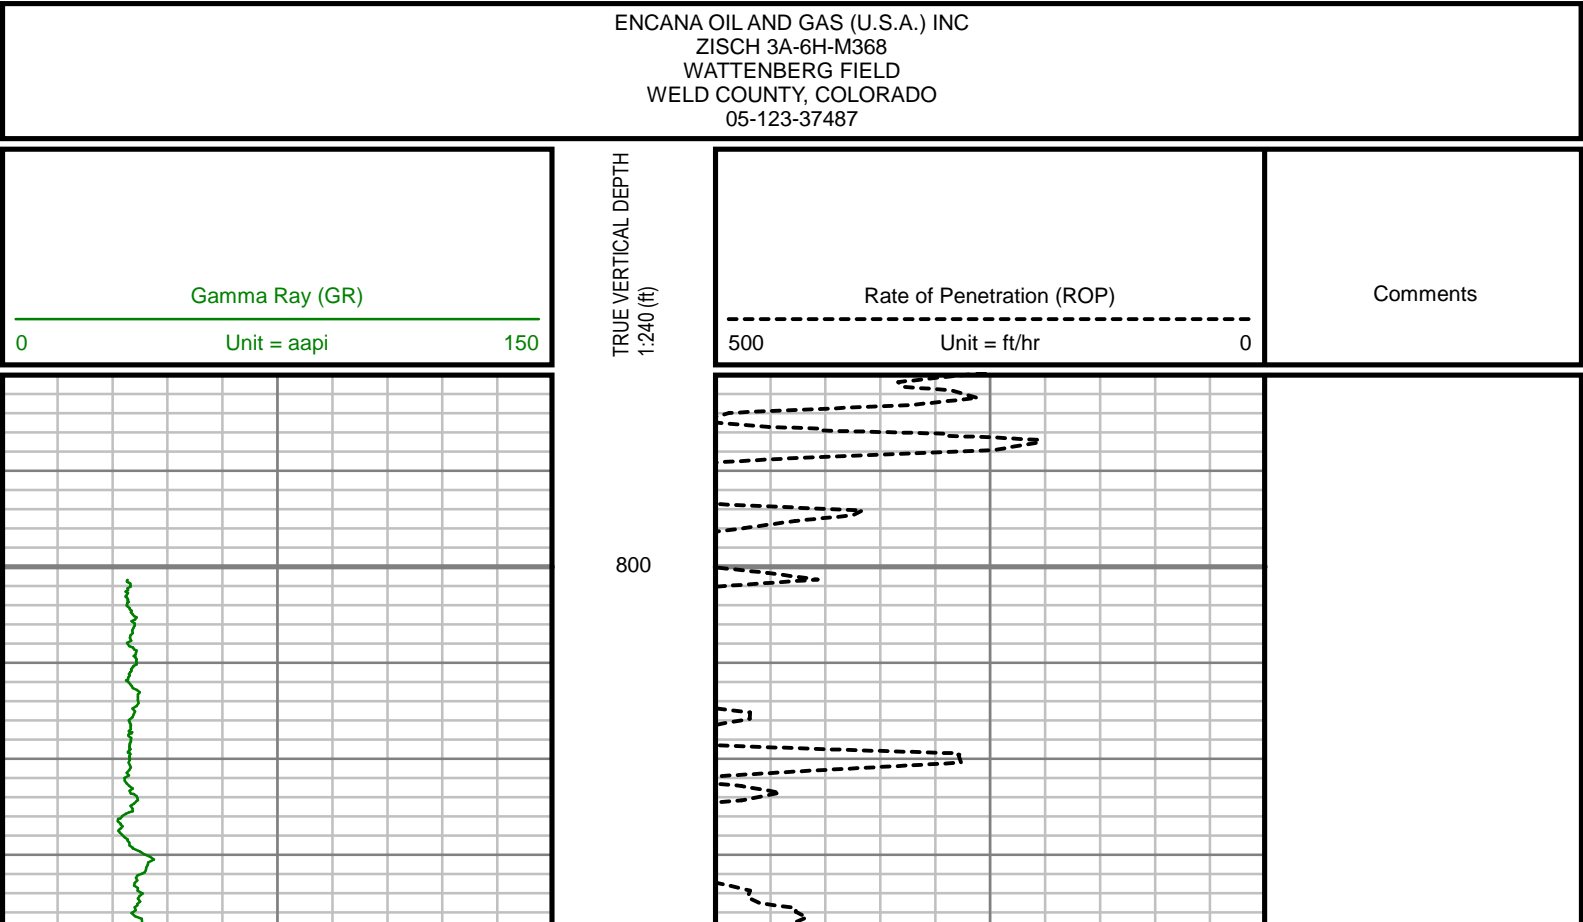 ENCANA OIL AND GAS (U.S.A.) INC
ZISCH 3A-6H-M368
WATTENBERG FIELD
WELD COUNTY, COLORADO
05-123-37487
Gamma Ray (GR)
0 Unit = aapi 150
TRUE VERTICAL DEPTH
1:240 (ft)
Rate of Penetration (ROP)
500 Unit = ft/hr 0
Comments
800